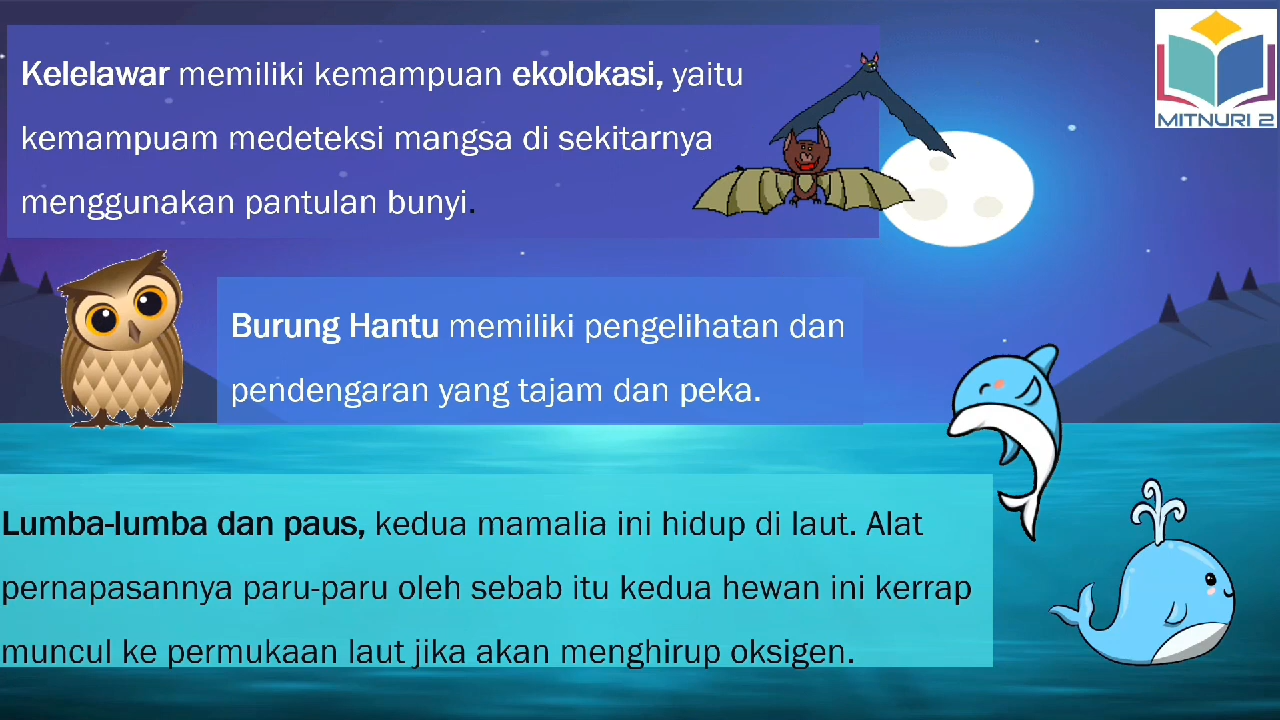 Kelelawar memiliki kemampuan ekolokasi, yaitu
kemampuam medeteksi mangsa di sekitarnya
menggunakan pantulan bunyi.
MITNURI 2
Burung Hantu memiliki pengelihatan dan
pendengaran yang tajam dan peka.
Lumba-lumba dan paus, kedua mamalia ini hidup di laut. Alat
pernapasannya paru-paru oleh sebab itu kedua hewan ini kerrap
muncul ke permukaan laut jika akan menghirup oksigen.